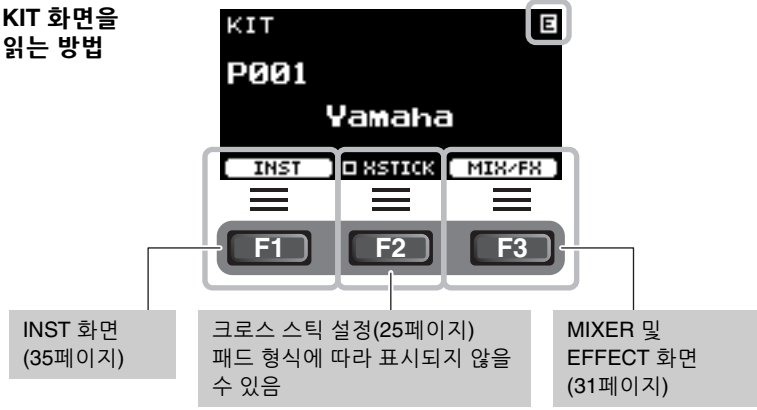 KIT 화면을
읽는 방법
KIT
E
P001
Yamaha
INST
XSTICK
MIX/FX
F1
F2
F3
INST 화면
(35페이지)
크로스 스틱 설정(25페이지)
패드 형식에 따라 표시되지 않을
수 있음
MIXER 및
EFFECT 화면
(31페이지)